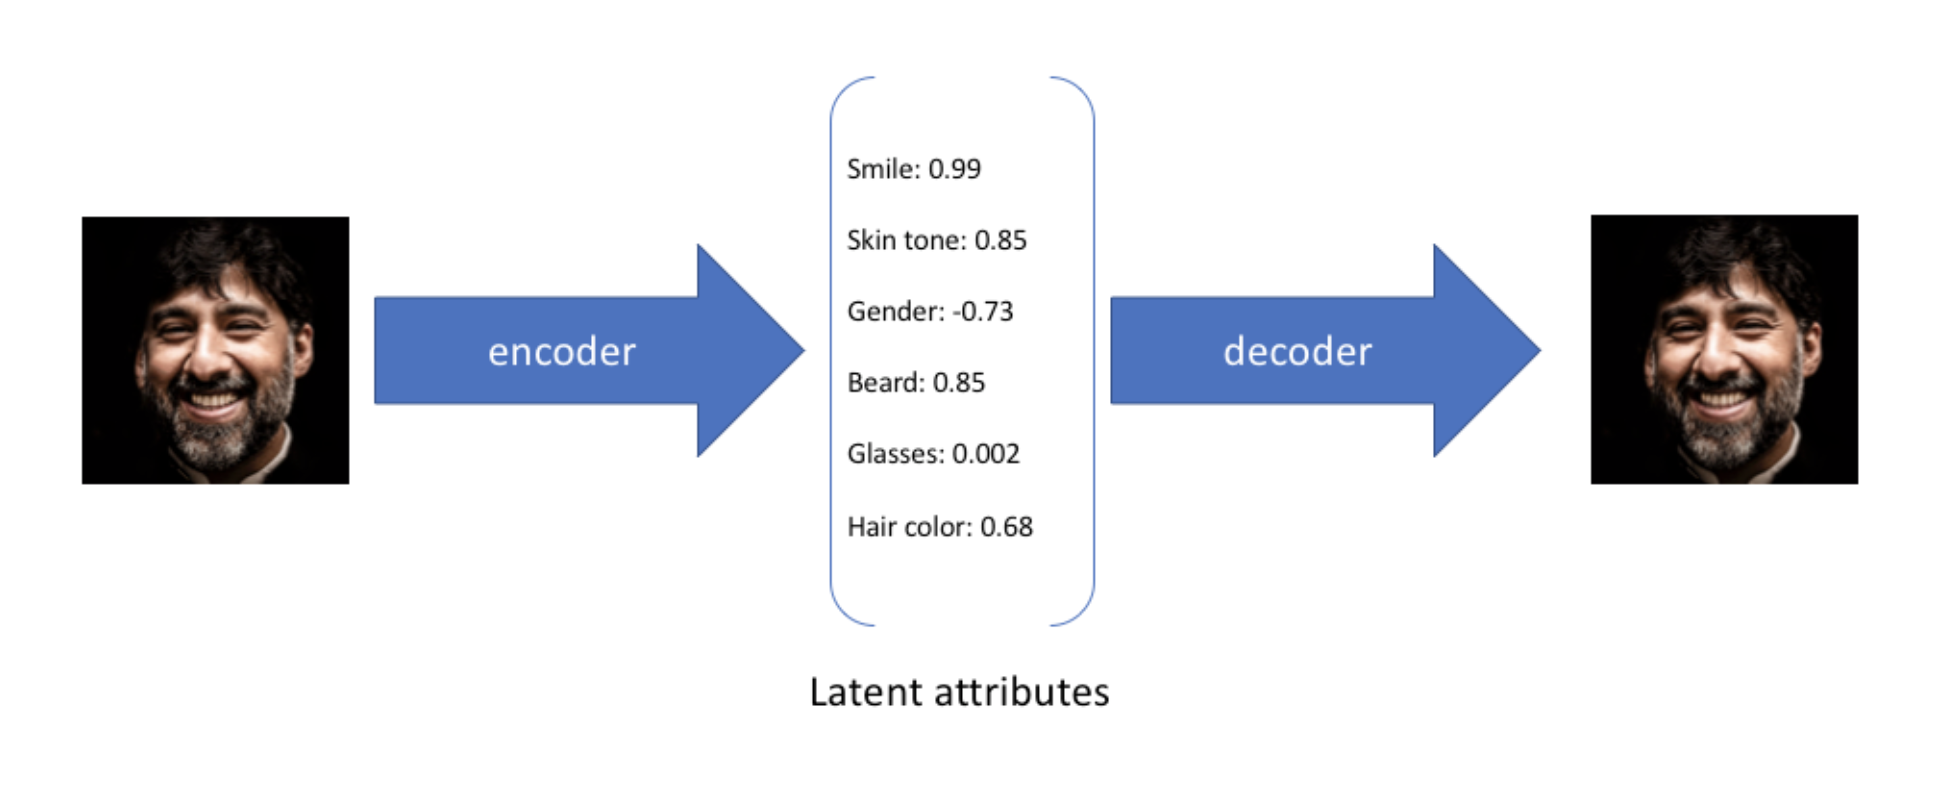 encoder
Smile: 0.99
Skin tone: 0.85
Gender: -0.73
Beard: 0.85
Glasses: 0.002
Hair color: 0.68
decoder
Latent attributes